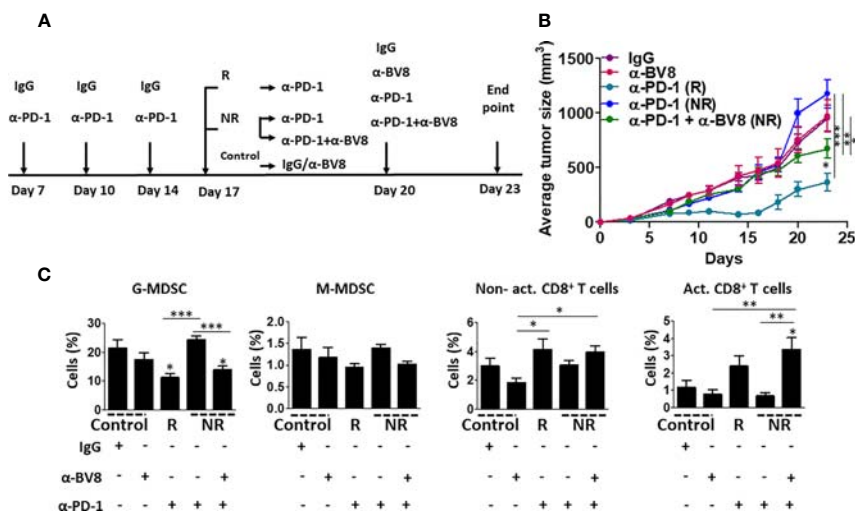 A
IgG IgG IgG
α-PD-1 α-PD-1 α-PD-1
R
NR
Control
α-PD-1
α-PD-1
α-PD-1+α-BV8
IgG/α-BV8
IgG
α-BV8
α-PD-1
α-PD-1+α-BV8
End
point
Day 7 Day 10 Day 14 Day 17 Day 20 Day 23
B
Average tumor size (mm³)
1500
1000
500
0
0 5 10 15 20 25
Days
IgG
α-BV8
α-PD-1 (R)
α-PD-1 (NR)
α-PD-1 + α-BV8 (NR)
*
***
**
*
C
G-MDSC
Cells (%)
30
20
10
0
***
***
* *
Control R NR
M-MDSC
Cells (%)
2.0
1.5
1.0
0.5
0.0
Control R NR
Non- act. CD8⁺ T cells
Cells (%)
6
4
2
0
*
*
Control R NR
Act. CD8⁺ T cells
Cells (%)
5
4
3
2
1
0
**
**
*
Control R NR
IgG + - - - - + - - - - + - - - - + - - - -
α-BV8 - + - - + - + - - + - + - - + - + - - +
α-PD-1 - - + + + - - + + + - - + + + - - + + +